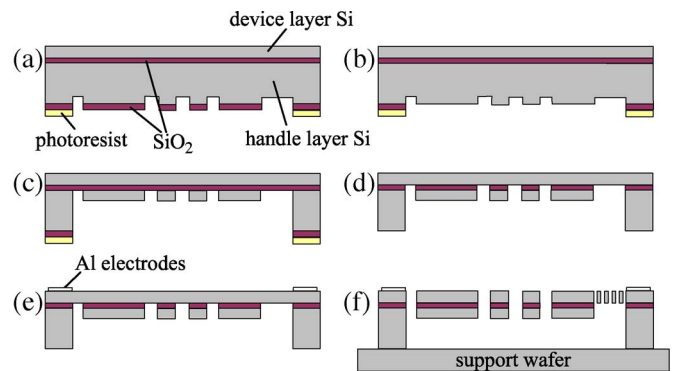 device layer Si
(a)
(b)
photoresist
SiO2
handle layer Si
(c)
(d)
Al electrodes
(e)
(f)
support wafer